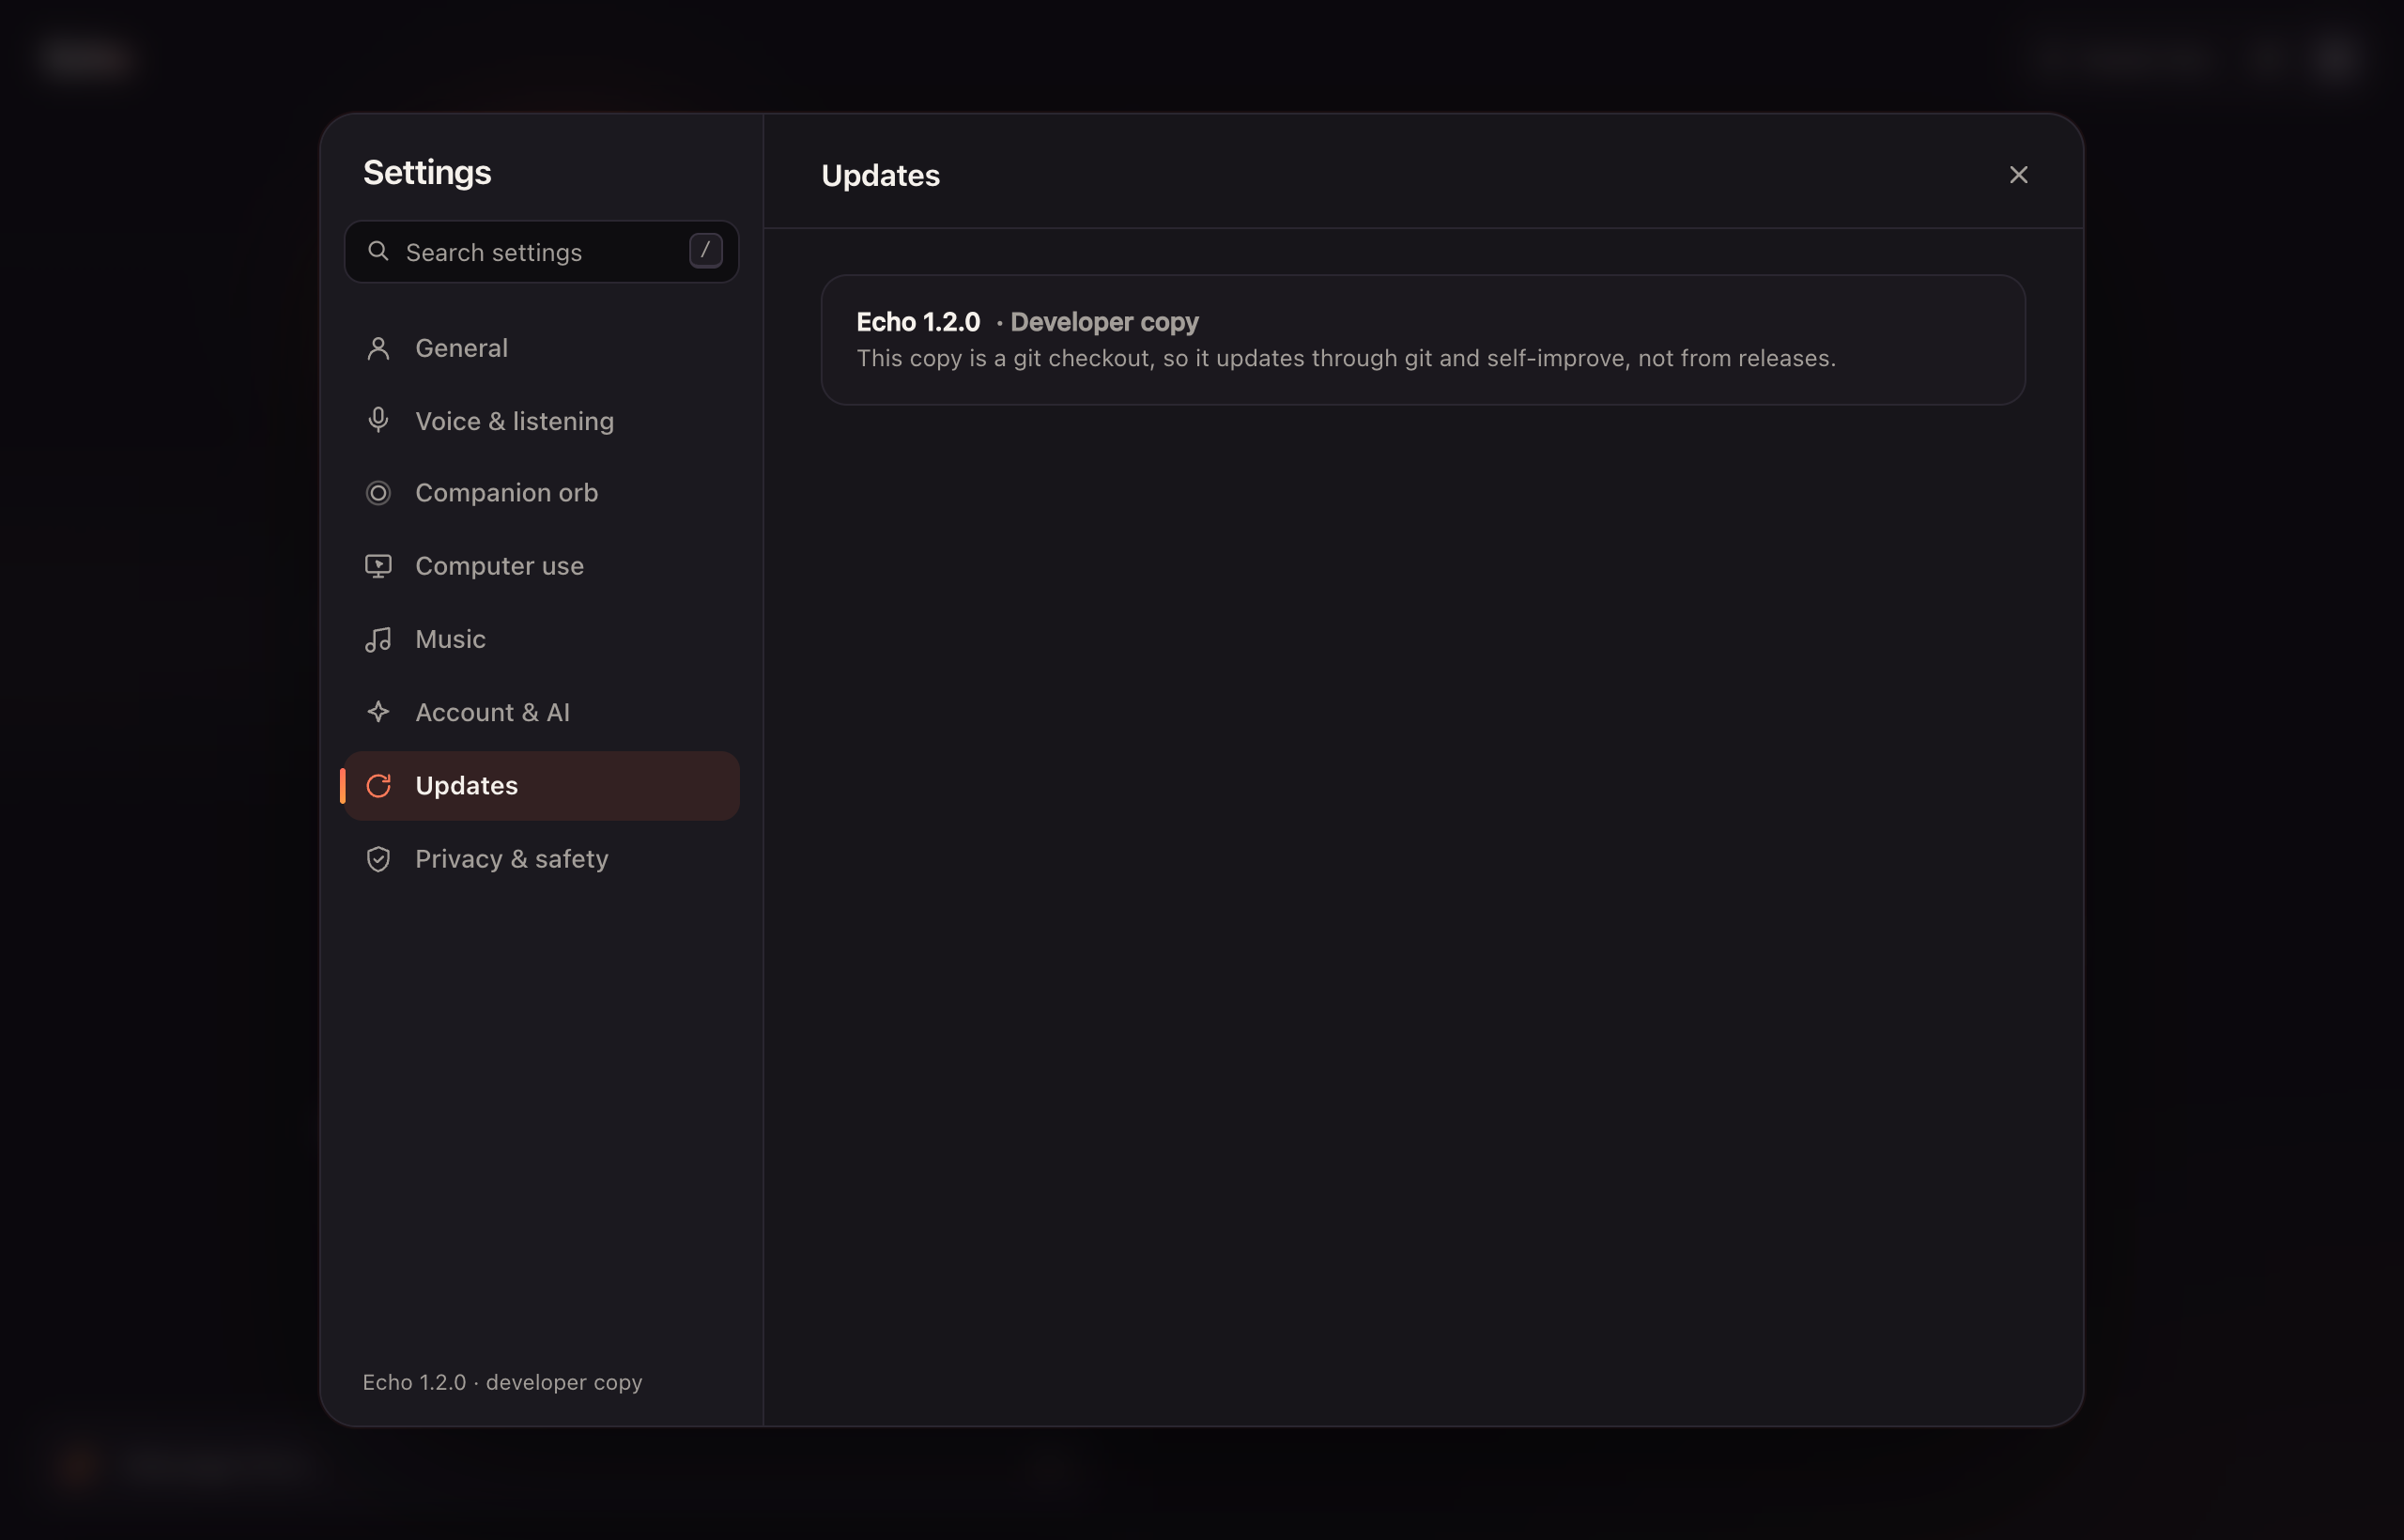 Settings
Search settings /
General
Voice & listening
Companion orb
Computer use
Music
Account & AI
Updates
Privacy & safety
Echo 1.2.0 · developer copy
Updates
Echo 1.2.0 · Developer copy
This copy is a git checkout, so it updates through git and self-improve, not from releases.